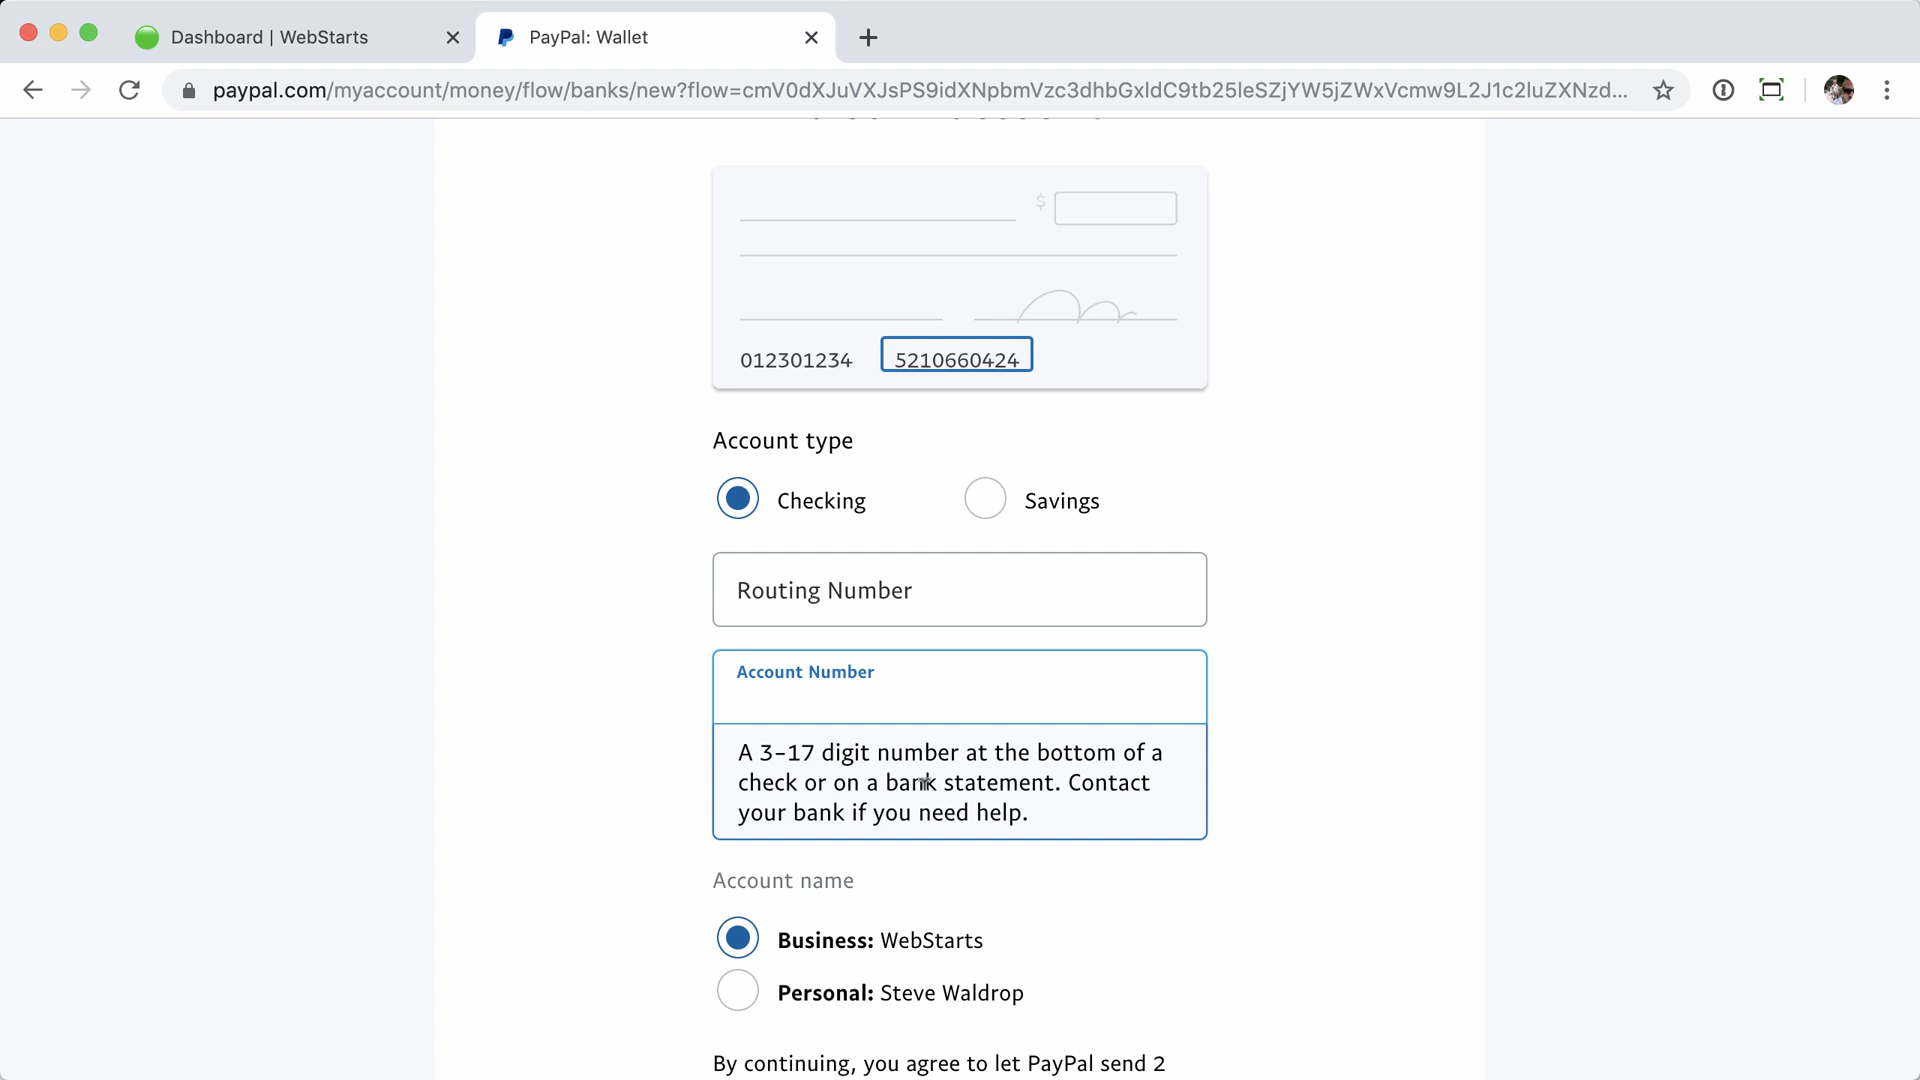 Dashboard | WebStarts
PayPal: Wallet
paypal.com/myaccount/money/flow/banks/new?flow=cmV0dXJuVXJsPS9idXNpbmVzc3dhbGxldC9tb25leSZjYW5jZWxVcmw9L2J1c2luZXNzd...
$
012301234 5210660424
Account type
Checking Savings
Routing Number
Account Number
A 3-17 digit number at the bottom of a
check or on a bank statement. Contact
your bank if you need help.
Account name
Business: WebStarts
Personal: Steve Waldrop
By continuing, you agree to let PayPal send 2